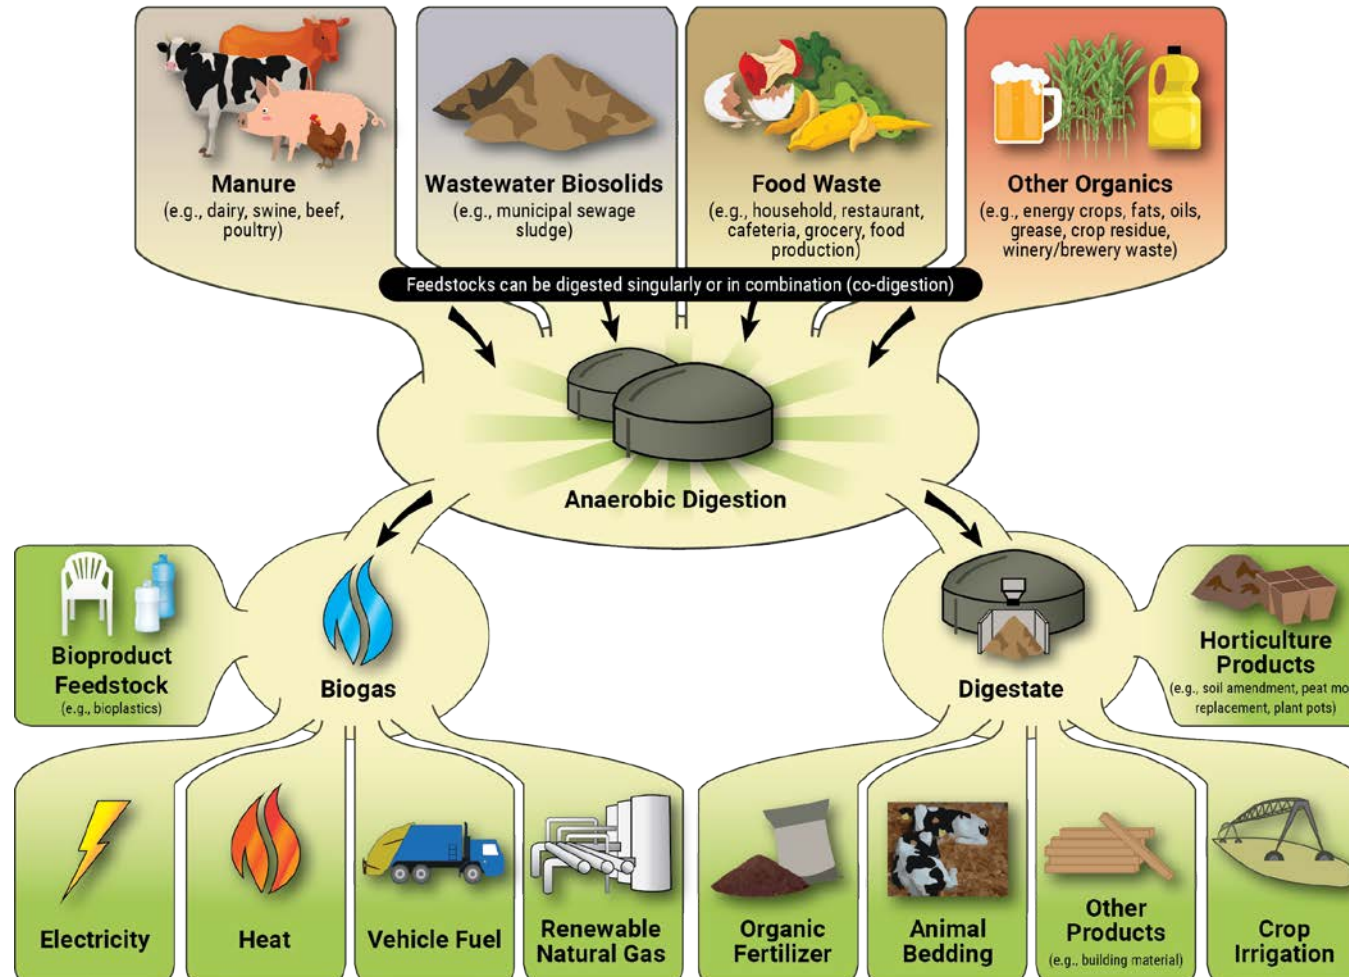 Manure
(e.g., dairy, swine, beef,
poultry)
Wastewater Biosolids
(e.g., municipal sewage
sludge)
Food Waste
(e.g., household, restaurant,
cafeteria, grocery, food
production)
Other Organics
(e.g., energy crops, fats, oils,
grease, crop residue,
winery/brewery waste)
Feedstocks can be digested singularly or in combination (co-digestion)
Anaerobic Digestion
Bioproduct
Feedstock
(e.g., bioplastics)
Biogas
Digestate
Horticulture
Products
(e.g., soil amendment, peat mo
replacement, plant pots)
Electricity
Heat
Vehicle Fuel
Renewable
Natural Gas
Organic
Fertilizer
Animal
Bedding
Other
Products
(e.g., building material)
Crop
Irrigation